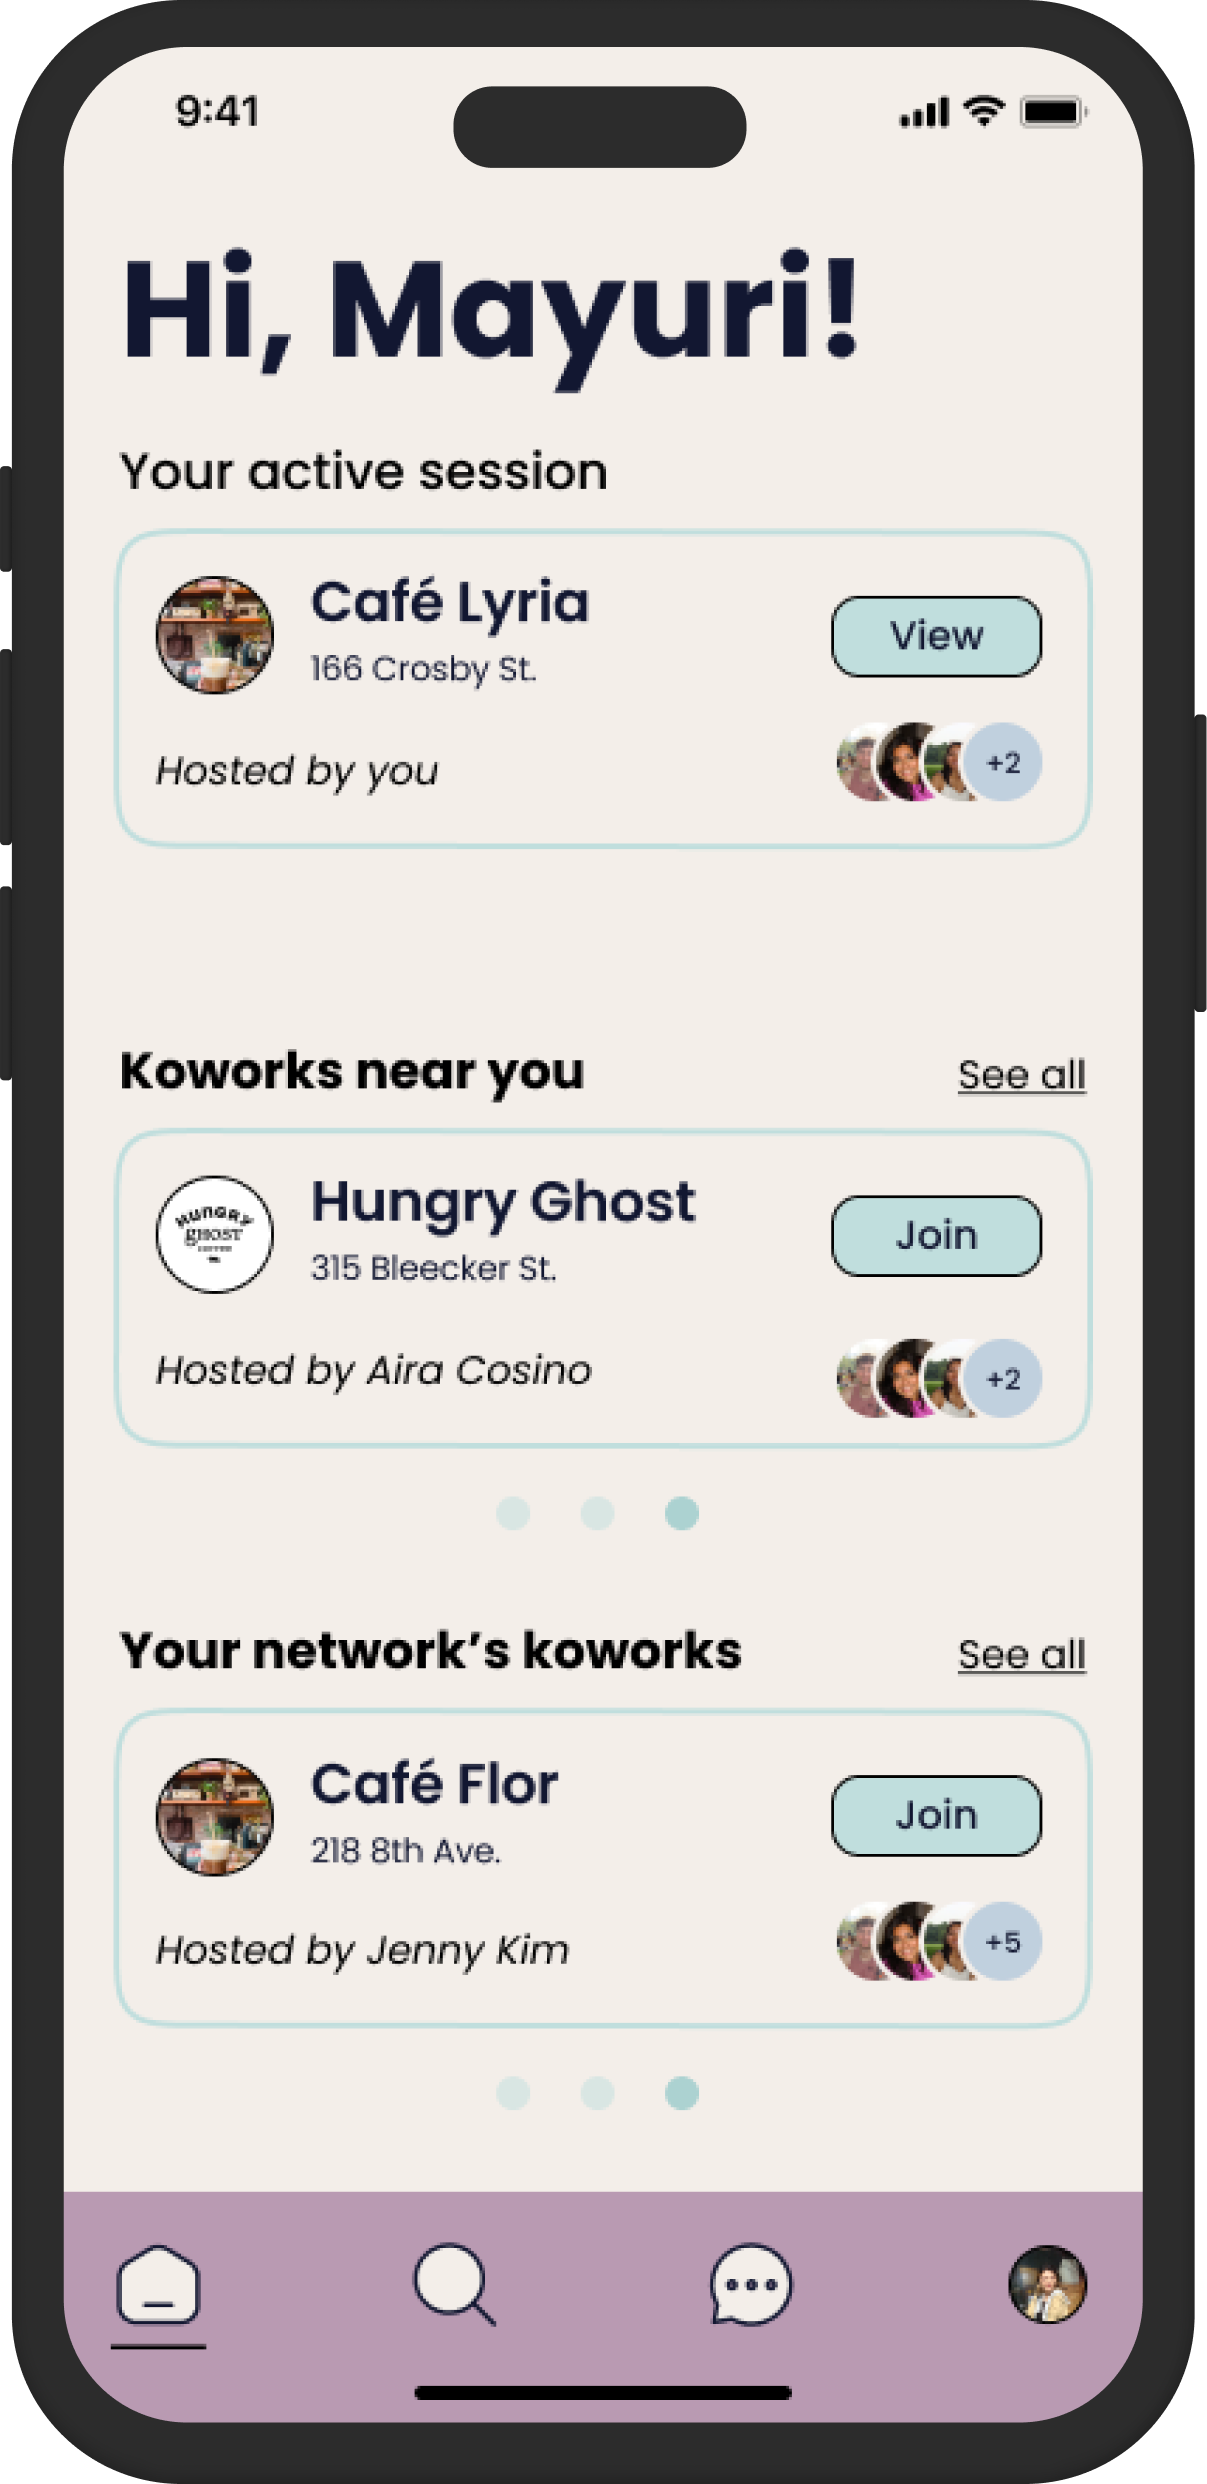 9:41
Hi, Mayuri!
Your active session
Café Lyria
View
166 Crosby St.
Hosted by you
+2
Koworks near you
See all
HUNGRY
GHOST
Hungry Ghost
Join
315 Bleecker St.
Hosted by Aira Cosino
+2
Your network’s koworks
See all
Café Flor
Join
218 8th Ave.
Hosted by Jenny Kim
+5